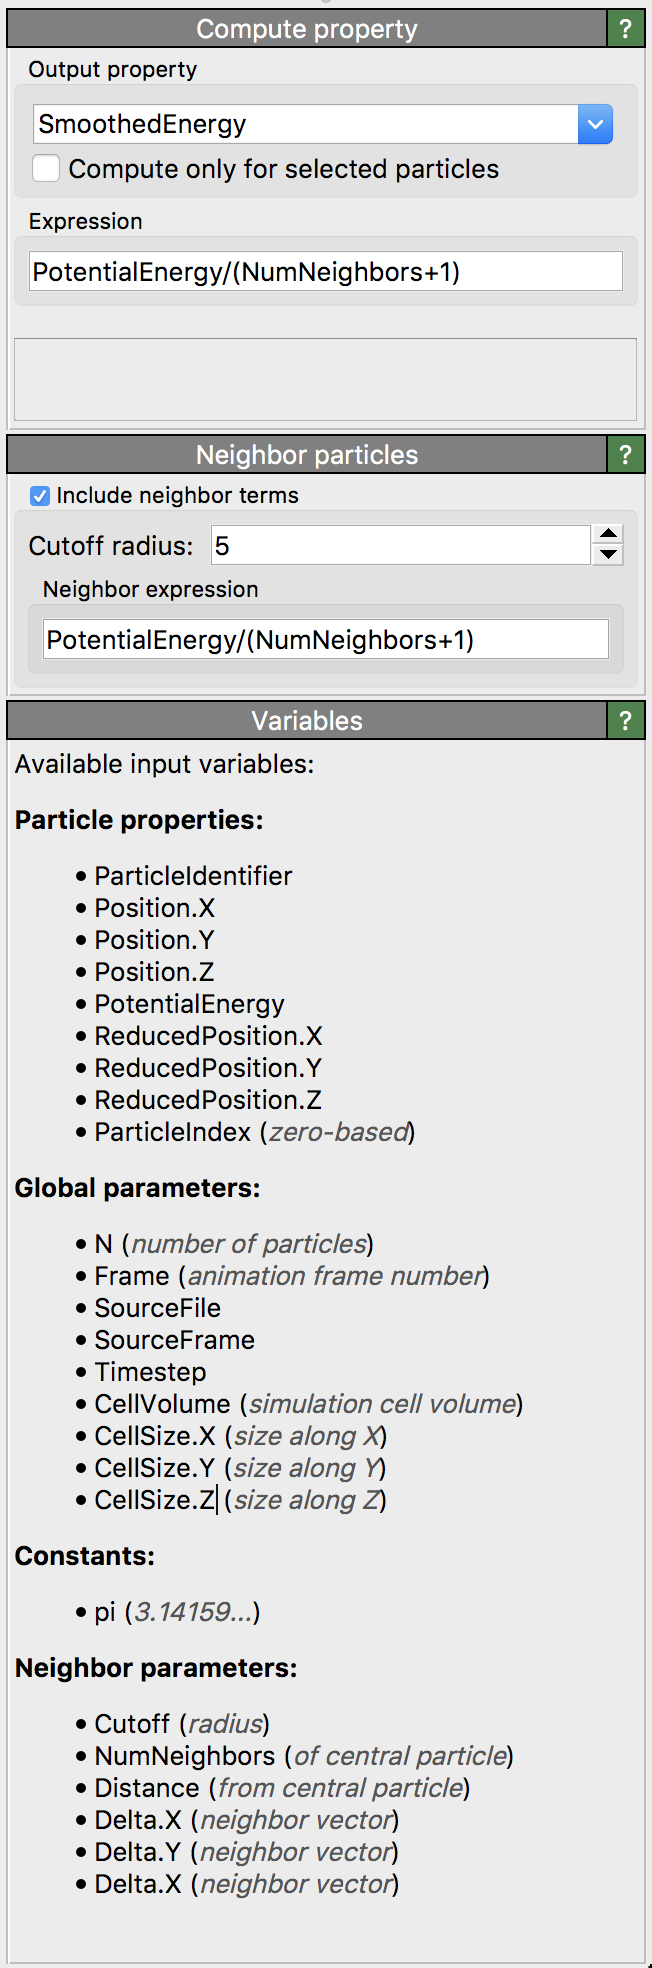 Compute property ?
Output property
SmoothedEnergy
Compute only for selected particles
Expression
PotentialEnergy/(NumNeighbors+1)
Neighbor particles ?
Include neighbor terms
Cutoff radius: 5
Neighbor expression
PotentialEnergy/(NumNeighbors+1)
Variables ?
Available input variables:
Particle properties:
• ParticleIdentifier
• Position.X
• Position.Y
• Position.Z
• PotentialEnergy
• ReducedPosition.X
• ReducedPosition.Y
• ReducedPosition.Z
• ParticleIndex (zero-based)
Global parameters:
• N (number of particles)
• Frame (animation frame number)
• SourceFile
• SourceFrame
• Timestep
• CellVolume (simulation cell volume)
• CellSize.X (size along X)
• CellSize.Y (size along Y)
• CellSize.Z (size along Z)
Constants:
• pi (3.14159...)
Neighbor parameters:
• Cutoff (radius)
• NumNeighbors (of central particle)
• Distance (from central particle)
• Delta.X (neighbor vector)
• Delta.Y (neighbor vector)
• Delta.X (neighbor vector)